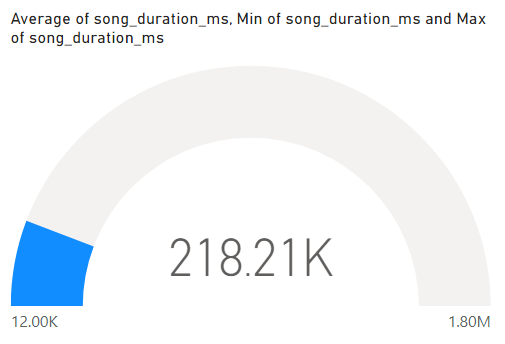 Average of song_duration_ms, Min of song_duration_ms and Max
of song_duration_ms
218.21K
12.00K
1.80M